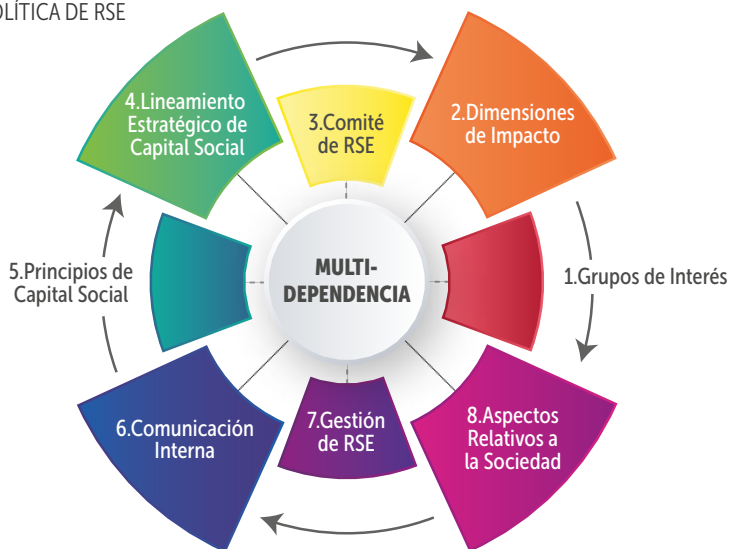 OLÍTICA DE RSE
4.Lineamiento
Estratégico de
Capital Social
3.Comité
de RSE
2.Dimensiones
de Impacto
5.Principios de
Capital Social
MULTI-
DEPENDENCIA
1.Grupos de Interés
6.Comunicación
Interna
7.Gestión
de RSE
8.Aspectos
Relativos a
la Sociedad